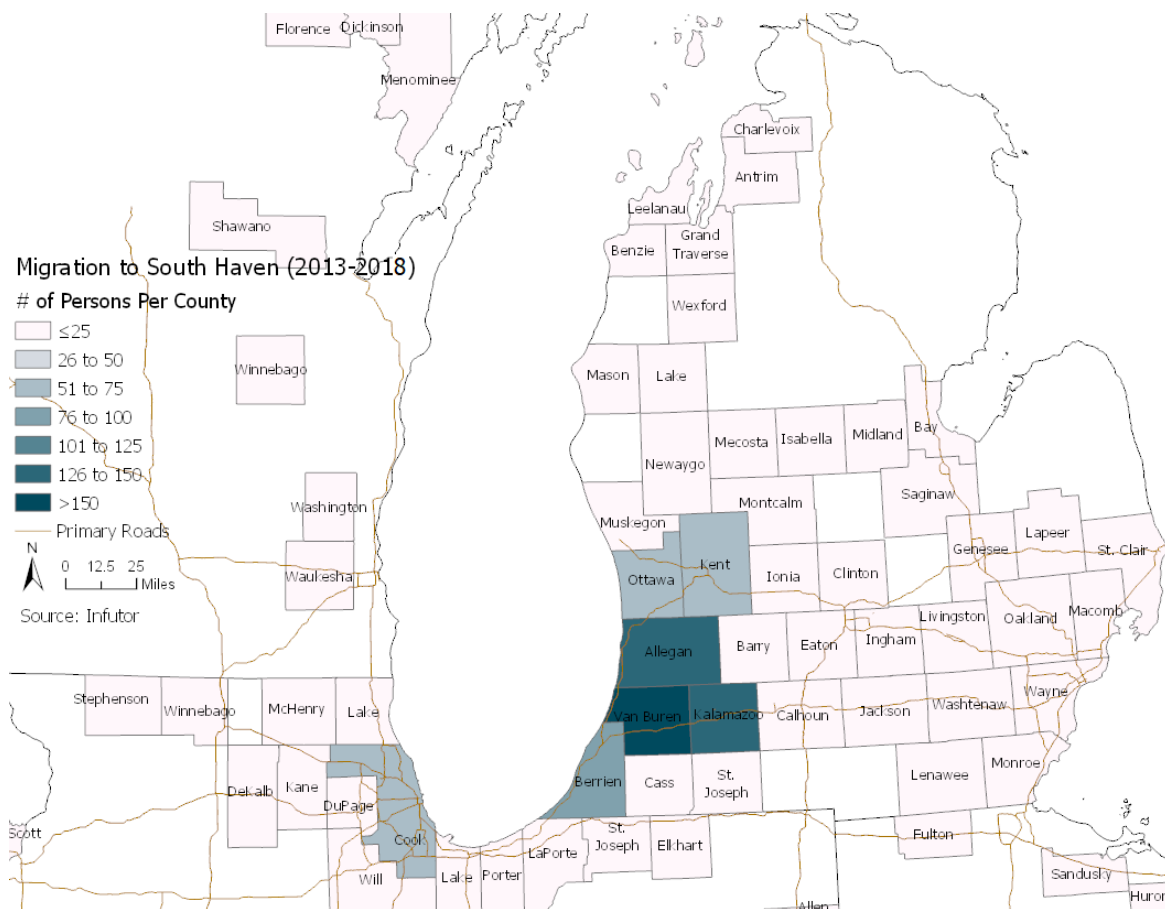 Florence
Dickinson
Menominee
Charlevoix
Antrim
Shawano
Leelanau
Benzie
Grand
Traverse
Migration to South Haven (2013-2018)
# of Persons Per County
≤25
26 to 50
51 to 75
76 to 100
101 to 125
126 to 150
>150
Primary Roads
N
0 12.5 25
Miles
Source: Infutor
Wexford
Winnebago
Mason
Lake
Mecosta
Isabella
Midland
Bay
Newaygo
Washington
Montcalm
Saginaw
Muskegon
Lapeer
Genesee
St. Clair
Waukesha
Ottawa
Kent
Ionia
Clinton
Livingston
Oakland
Macomb
Allegan
Barry
Eaton
Ingham
Stephenson
Winnebago
McHenry
Lake
Van Buren
Kalamazoo
Calhoun
Jackson
Washtenaw
Wayne
DeKalb
Kane
DuPage
Berrien
Cass
St.
Joseph
Lenawee
Monroe
Scott
Cook
St.
Joseph
Elkhart
Fulton
LaPorte
Will
Lake
Porter
Sandusky
Allen
Huron